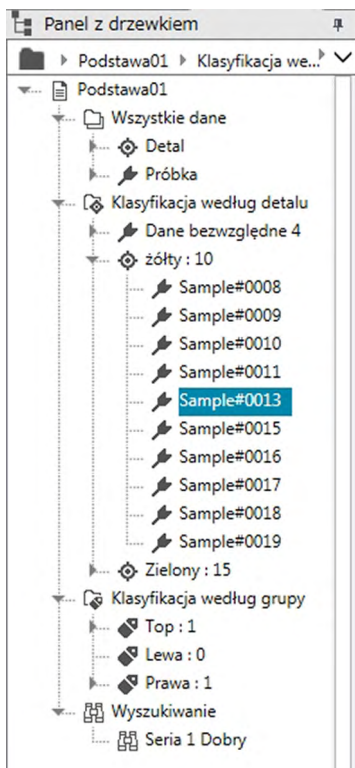 Panel z drzewkiem
Podstawa01 Klasyfikacja we...
Podstawa01
Wszystkie dane
Detal
Próbka
Klasyfikacja według detalu
Dane bezwzględne 4
żółty : 10
Sample#0008
Sample#0009
Sample#0010
Sample#0011
Sample#0013
Sample#0015
Sample#0016
Sample#0017
Sample#0018
Sample#0019
Zielony : 15
Klasyfikacja według grupy
Top : 1
Lewa : 0
Prawa : 1
Wyszukiwanie
Seria 1 Dobry